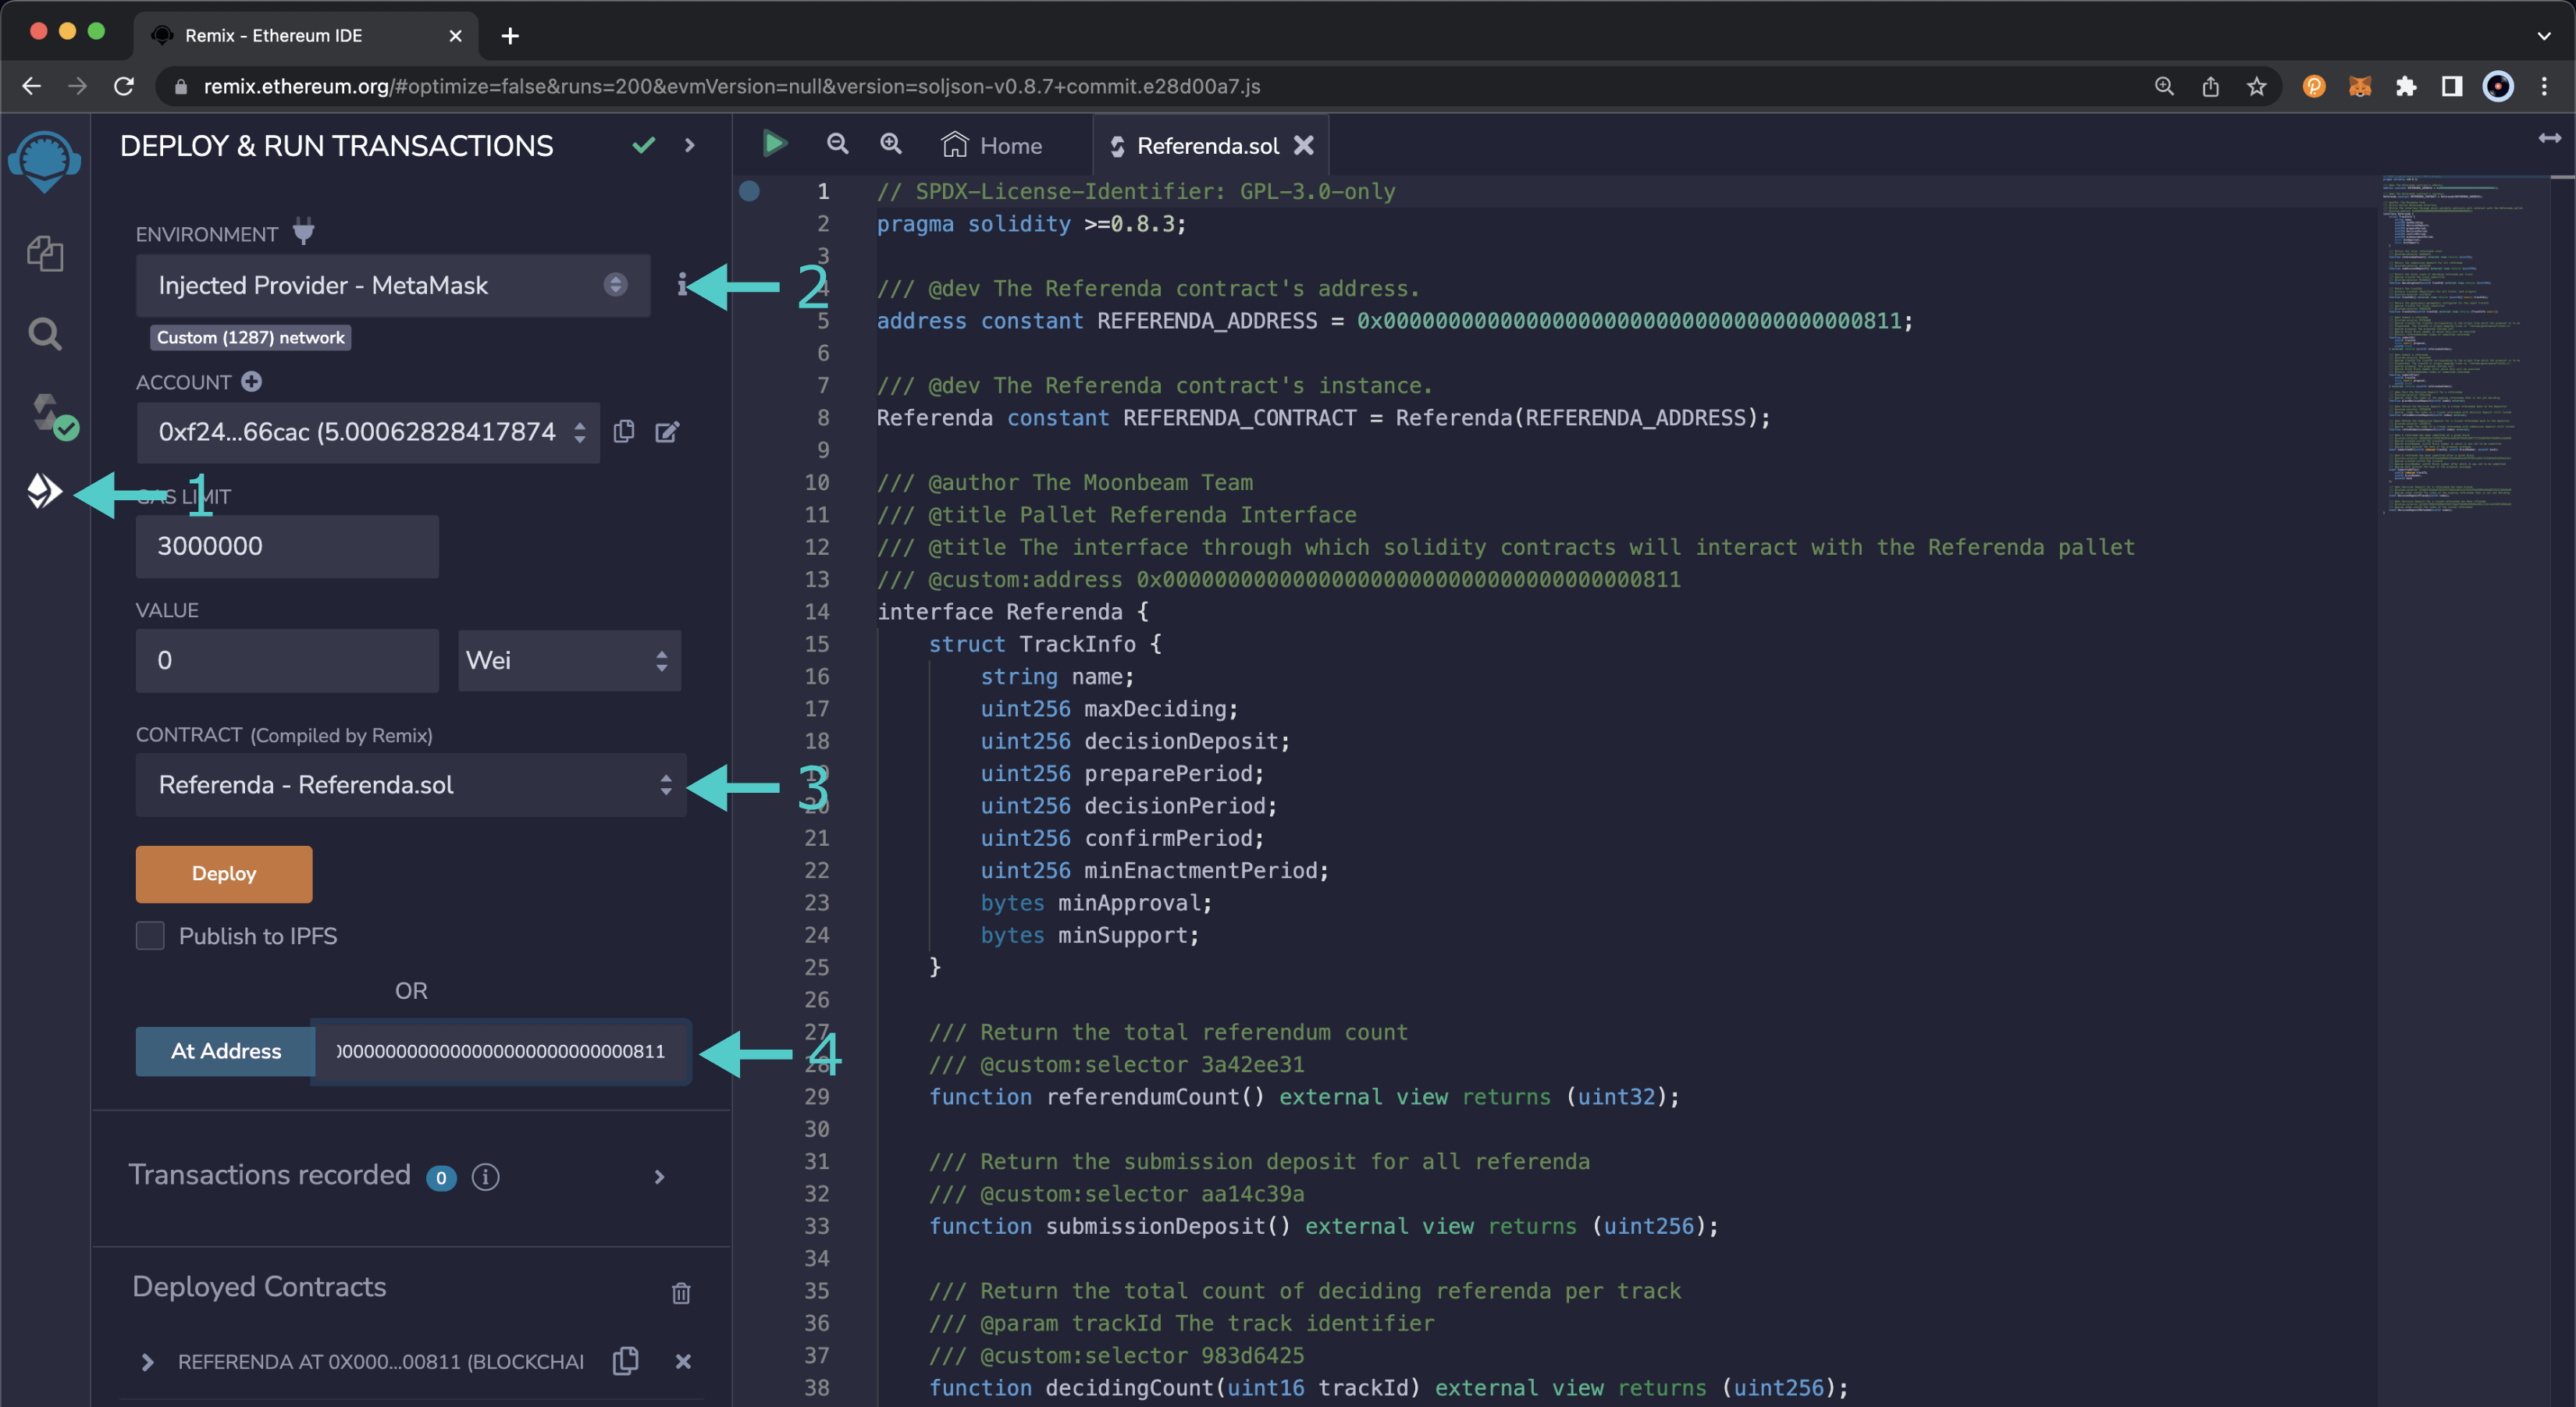 Remix - Ethereum IDE
remix.ethereum.org/#optimize=false&runs=200&evmVersion=null&version=soljson-v0.8.7+commit.e28d00a7.js
DEPLOY & RUN TRANSACTIONS
ENVIRONMENT
Injected Provider - MetaMask
2
Custom (1287) network
ACCOUNT
0xf24...66cac (5.00062828417874
1
GAS LIMIT
3000000
VALUE
0
Wei
CONTRACT (Compiled by Remix)
Referenda - Referenda.sol
3
Deploy
Publish to IPFS
OR
At Address
000000000000000000000000000000811
4
Transactions recorded 0
Deployed Contracts
REFERENDA AT 0X000...00811 (BLOCKCHAI
Home
Referenda.sol
1 // SPDX-License-Identifier: GPL-3.0-only
2 pragma solidity >=0.8.3;
3
4 /// @dev The Referenda contract's address.
5 address constant REFERENDA_ADDRESS = 0x0000000000000000000000000000000000000811;
6
7 /// @dev The Referenda contract's instance.
8 Referenda constant REFERENDA_CONTRACT = Referenda(REFERENDA_ADDRESS);
9
10 /// @author The Moonbeam Team
11 /// @title Pallet Referenda Interface
12 /// @title The interface through which solidity contracts will interact with the Referenda pallet
13 /// @custom:address 0x0000000000000000000000000000000000000811
14 interface Referenda {
15 struct TrackInfo {
16 string name;
17 uint256 maxDeciding;
18 uint256 decisionDeposit;
19 uint256 preparePeriod;
20 uint256 decisionPeriod;
21 uint256 confirmPeriod;
22 uint256 minEnactmentPeriod;
23 bytes minApproval;
24 bytes minSupport;
25 }
26
27 /// Return the total referendum count
28 /// @custom:selector 3a42ee31
29 function referendumCount() external view returns (uint32);
30
31 /// Return the submission deposit for all referenda
32 /// @custom:selector aa14c39a
33 function submissionDeposit() external view returns (uint256);
34
35 /// Return the total count of deciding referenda per track
36 /// @param trackId The track identifier
37 /// @custom:selector 983d6425
38 function decidingCount(uint16 trackId) external view returns (uint256);